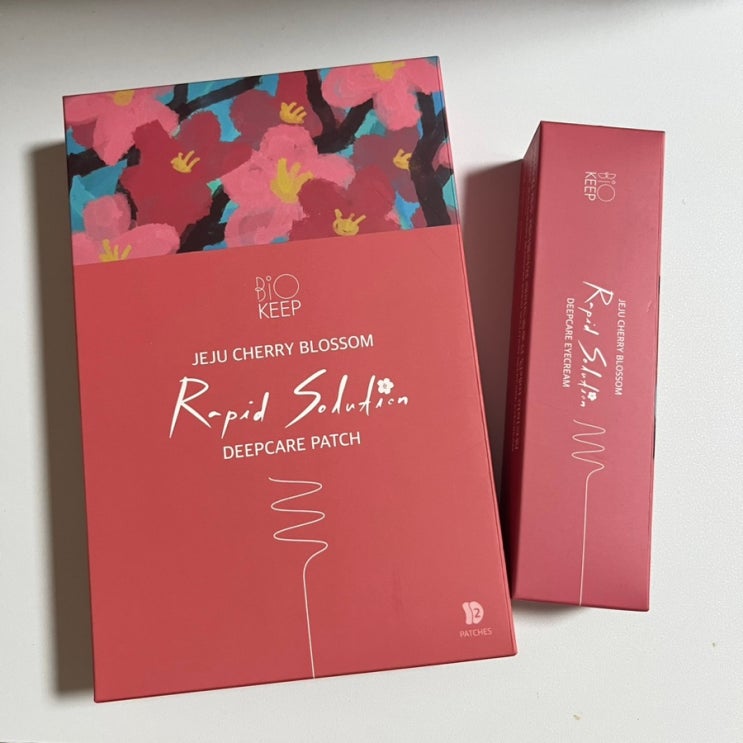 BiO
KEEP
JEJU CHERRY BLOSSOM
Rapid Solution
DEEPCARE PATCH
2
PATCHES
BiO
KEEP
JEJU CHERRY BLOSSOM
Rapid Solution
DEEPCARE EYECREAM